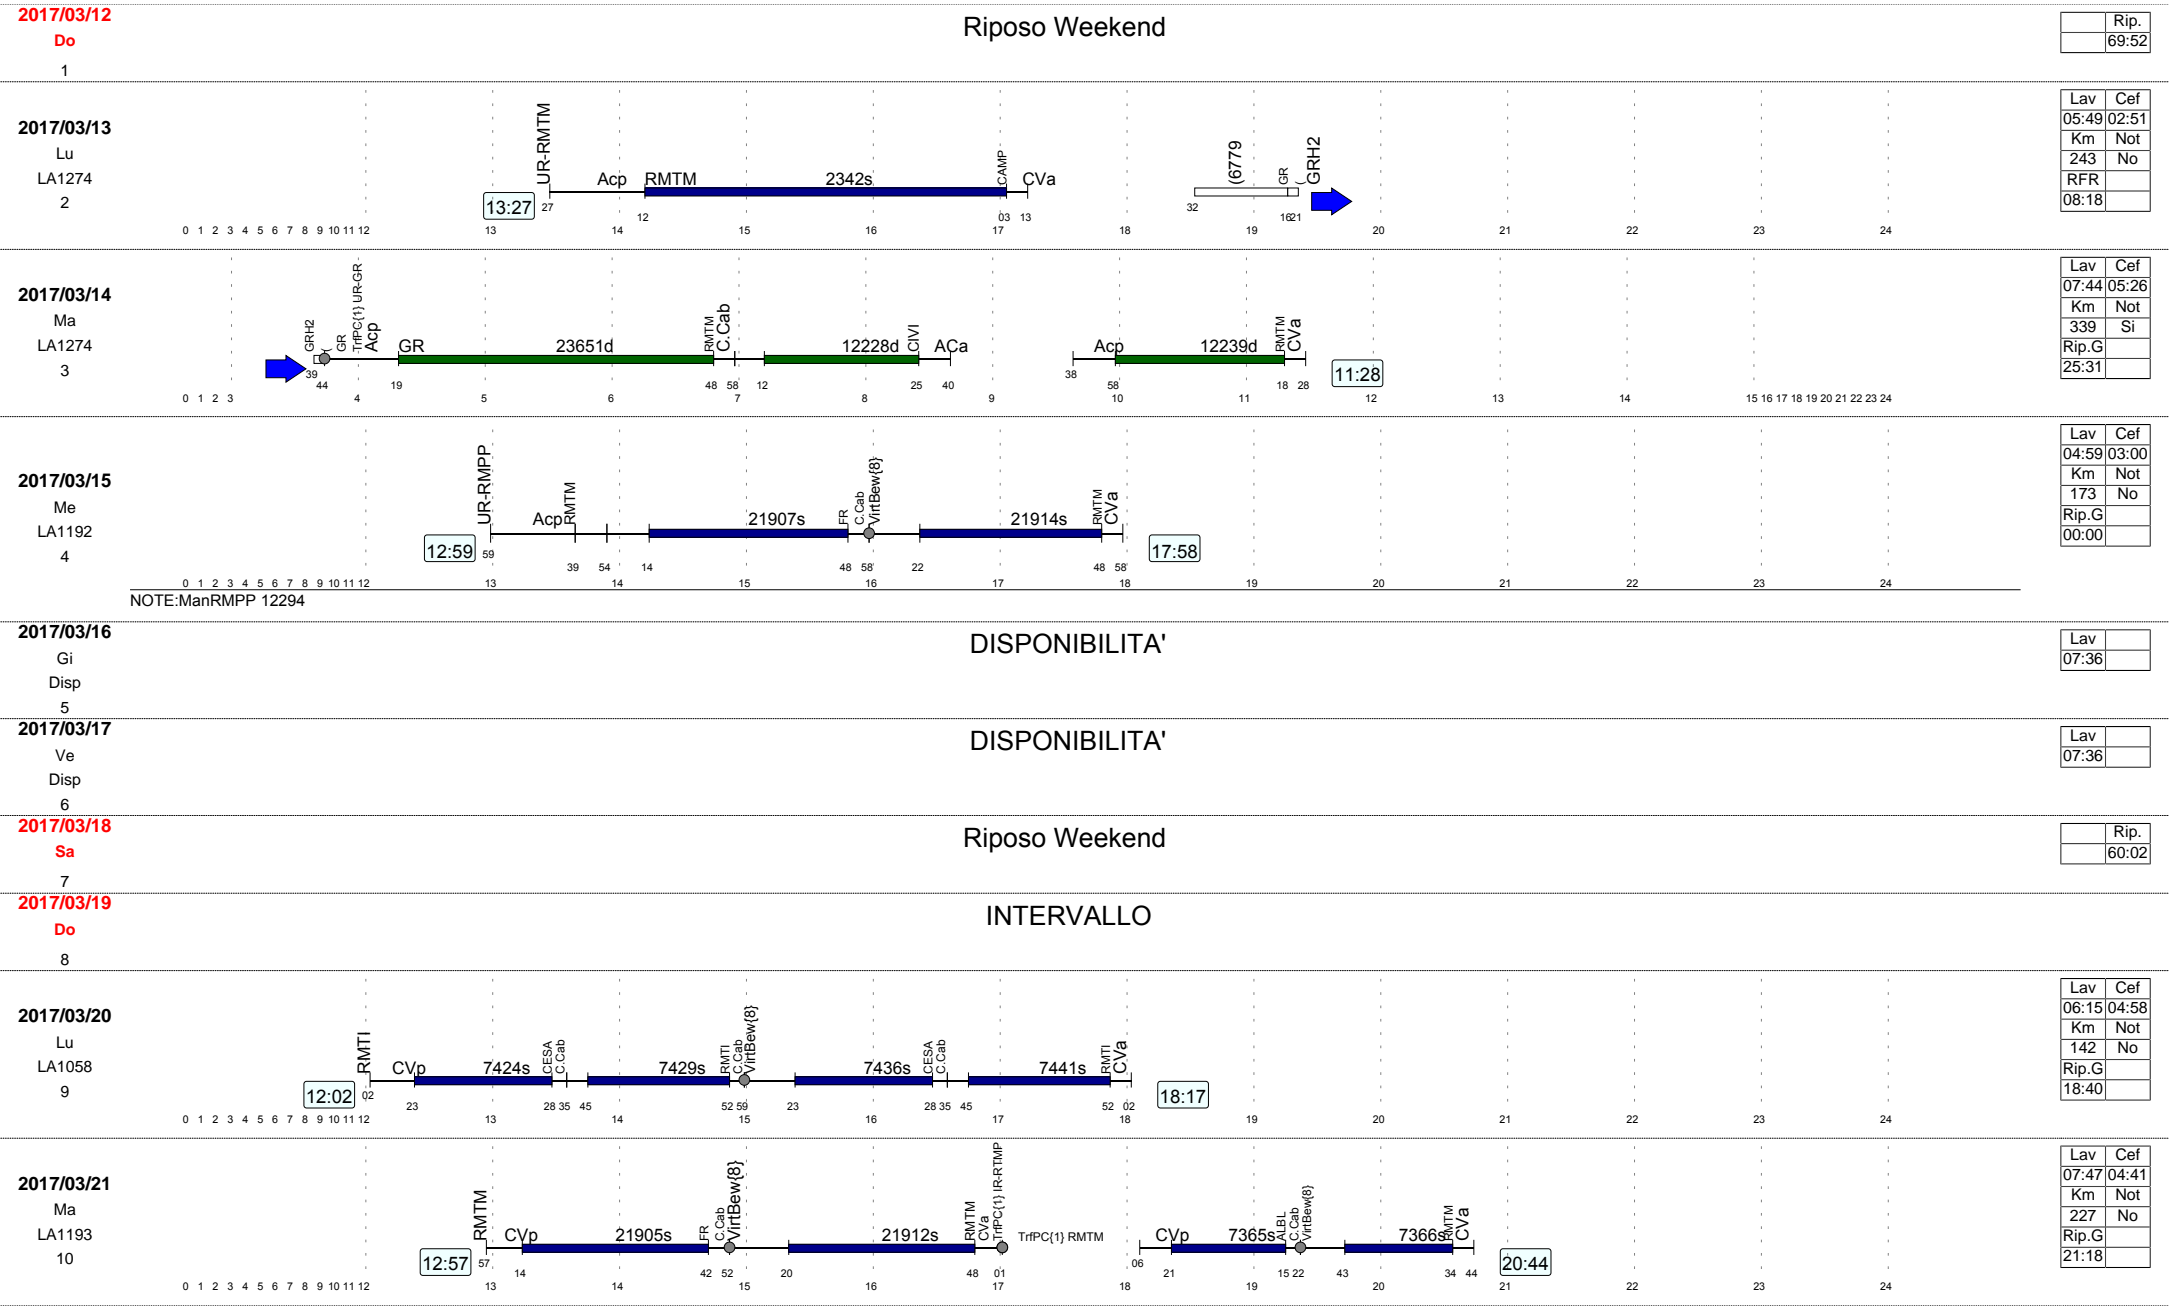 2017/03/12
Do
1
Riposo Weekend
Rip.
69:52
2017/03/13
Lu
LA1274
2
13:27
UR-RMTM
27
Acp
RMTM
12
2342s
CAMP
03
CVa
13
(6779
32
GR
(
16 21
GRH2
0 1 2 3 4 5 6 7 8 9 10 11 12 13 14 15 16 17 18 19 20 21 22 23 24
Lav Cef
05:49 02:51
Km Not
243 No
RFR
08:18
2017/03/14
Ma
LA1274
3
GRH2
39
(
44
GR
TrfPC{1} UR-GR
Acp
GR
19
23651d
RMTM
48
C.Cab
58
12
12228d
CIVI
25
ACa
40
38
Acp
58
12239d
RMTM
18
CVa
28
11:28
0 1 2 3 4 5 6 7 8 9 10 11 12 13 14 15 16 17 18 19 20 21 22 23 24
Lav Cef
07:44 05:26
Km Not
339 Si
Rip.G
25:31
2017/03/15
Me
LA1192
4
12:59
UR-RMPP
59
Acp
RMTM
39
54
14
21907s
FR
48
C.Cab
58
VirtBew{8}
22
21914s
RMTM
48
CVa
58
17:58
0 1 2 3 4 5 6 7 8 9 10 11 12 13 14 15 16 17 18 19 20 21 22 23 24
NOTE:ManRMPP 12294
Lav Cef
04:59 03:00
Km Not
173 No
Rip.G
00:00
2017/03/16
Gi
Disp
5
DISPONIBILITA'
Lav
07:36
2017/03/17
Ve
Disp
6
DISPONIBILITA'
Lav
07:36
2017/03/18
Sa
7
Riposo Weekend
Rip.
60:02
2017/03/19
Do
8
INTERVALLO
2017/03/20
Lu
LA1058
9
12:02
RMTI
02
CVp
23
7424s
CESA
28
C.Cab
35
45
7429s
RMTI
52
C.Cab
59
VirtBew{8}
23
7436s
CESA
28
C.Cab
35
45
7441s
RMTI
52
CVa
02
18:17
0 1 2 3 4 5 6 7 8 9 10 11 12 13 14 15 16 17 18 19 20 21 22 23 24
Lav Cef
06:15 04:58
Km Not
142 No
Rip.G
18:40
2017/03/21
Ma
LA1193
10
12:57
RMTM
57
CVp
14
21905s
FR
42
C.Cab
52
VirtBew{8}
20
21912s
RMTM
48
CVa
TrfPC{1} IR-RTMP
01
TrfPC{1} RMTM
06
CVp
21
7365s
ALBL
15
C.Cab
22
VirtBew{8}
43
7366s
RMTM
34
CVa
44
20:44
0 1 2 3 4 5 6 7 8 9 10 11 12 13 14 15 16 17 18 19 20 21 22 23 24
Lav Cef
07:47 04:41
Km Not
227 No
Rip.G
21:18